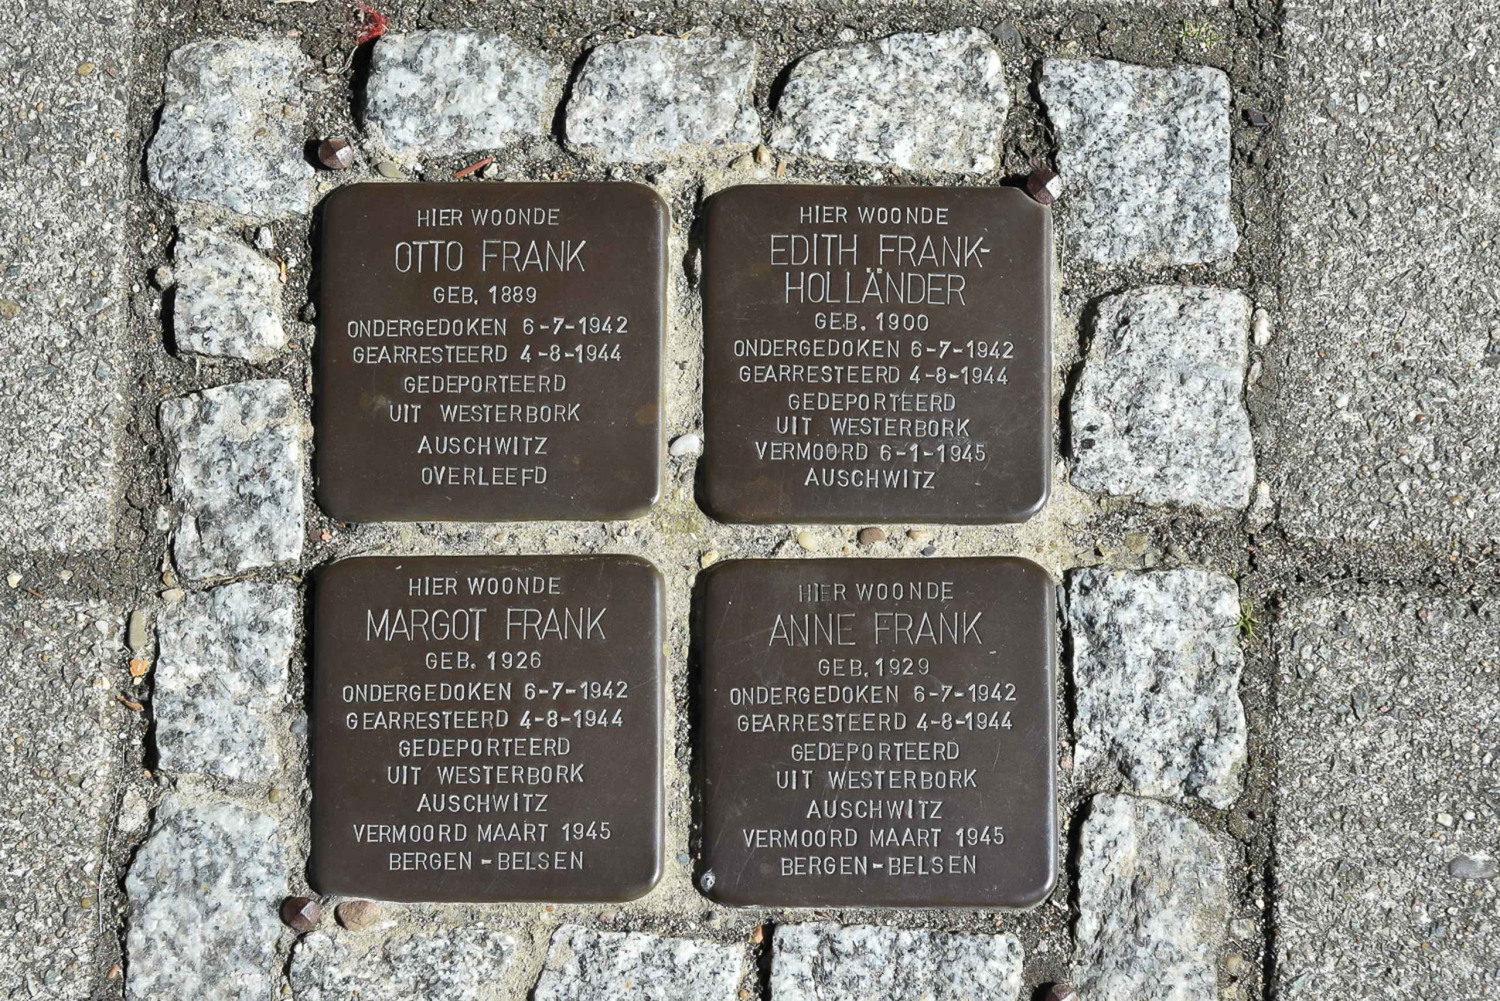 HIER WOONDE
OTTO FRANK
GEB. 1889
ONDERGEDOKEN 6-7-1942
GEARRESTEERD 4-8-1944
GEDEPORTEERD
UIT WESTERBORK
AUSCHWITZ
OVERLEEFD
HIER WOONDE
EDITH FRANK-
HOLLÄNDER
GEB. 1900
ONDERGEDOKEN 6-7-1942
GEARRESTEERD 4-8-1944
GEDEPORTEERD
UIT WESTERBORK
VERMOORD 6-1-1945
AUSCHWITZ
HIER WOONDE
MARGOT FRANK
GEB. 1926
ONDERGEDOKEN 6-7-1942
GEARRESTEERD 4-8-1944
GEDEPORTEERD
UIT WESTERBORK
AUSCHWITZ
VERMOORD MAART 1945
BERGEN-BELSEN
HIER WOONDE
ANNE FRANK
GEB. 1929
ONDERGEDOKEN 6-7-1942
GEARRESTEERD 4-8-1944
GEDEPORTEERD
UIT WESTERBORK
AUSCHWITZ
VERMOORD MAART 1945
BERGEN-BELSEN